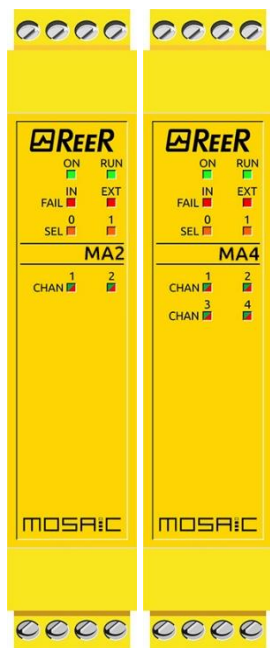 REER
ON RUN
IN EXT
FAIL
0 1
SEL
MA2
1 2
CHAN
MOSAIC
REER
ON RUN
IN EXT
FAIL
0 1
SEL
MA4
1 2
CHAN
3 4
CHAN
MOSAIC